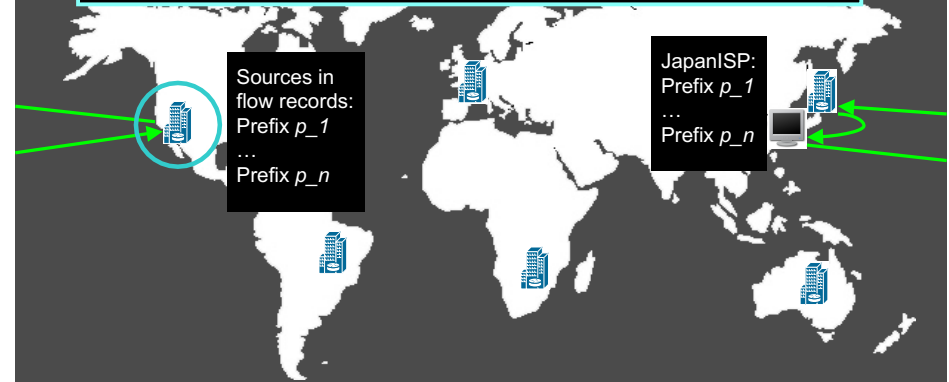 Sources in
flow records:
Prefix p_1
…
Prefix p_n
JapanISP:
Prefix p_1
…
Prefix p_n